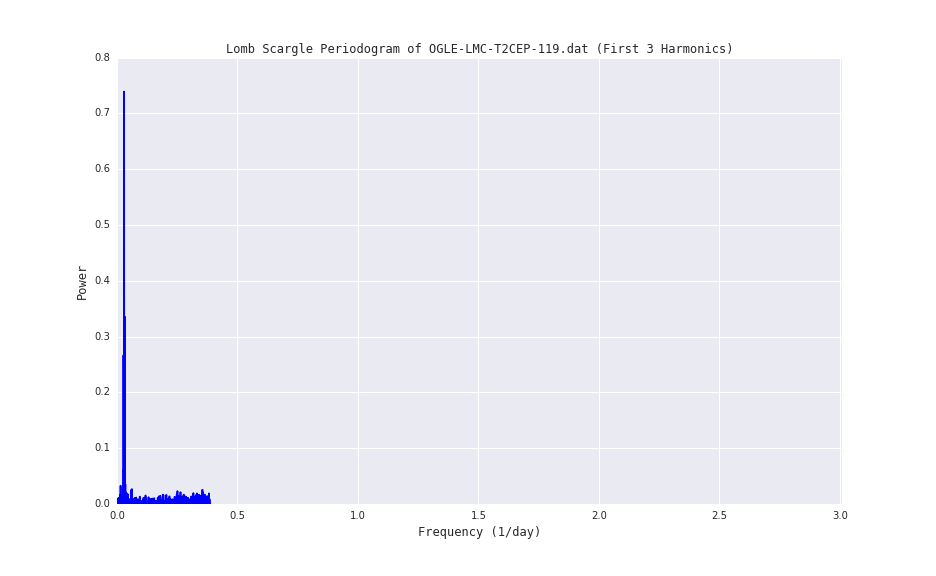 Lomb Scargle Periodogram of OGLE-LMC-T2CEP-119.dat (First 3 Harmonics)
0.8
0.7
0.6
0.5
0.4
0.3
0.2
0.1
0.0
Power
0.0 0.5 1.0 1.5 2.0 2.5 3.0
Frequency (1/day)